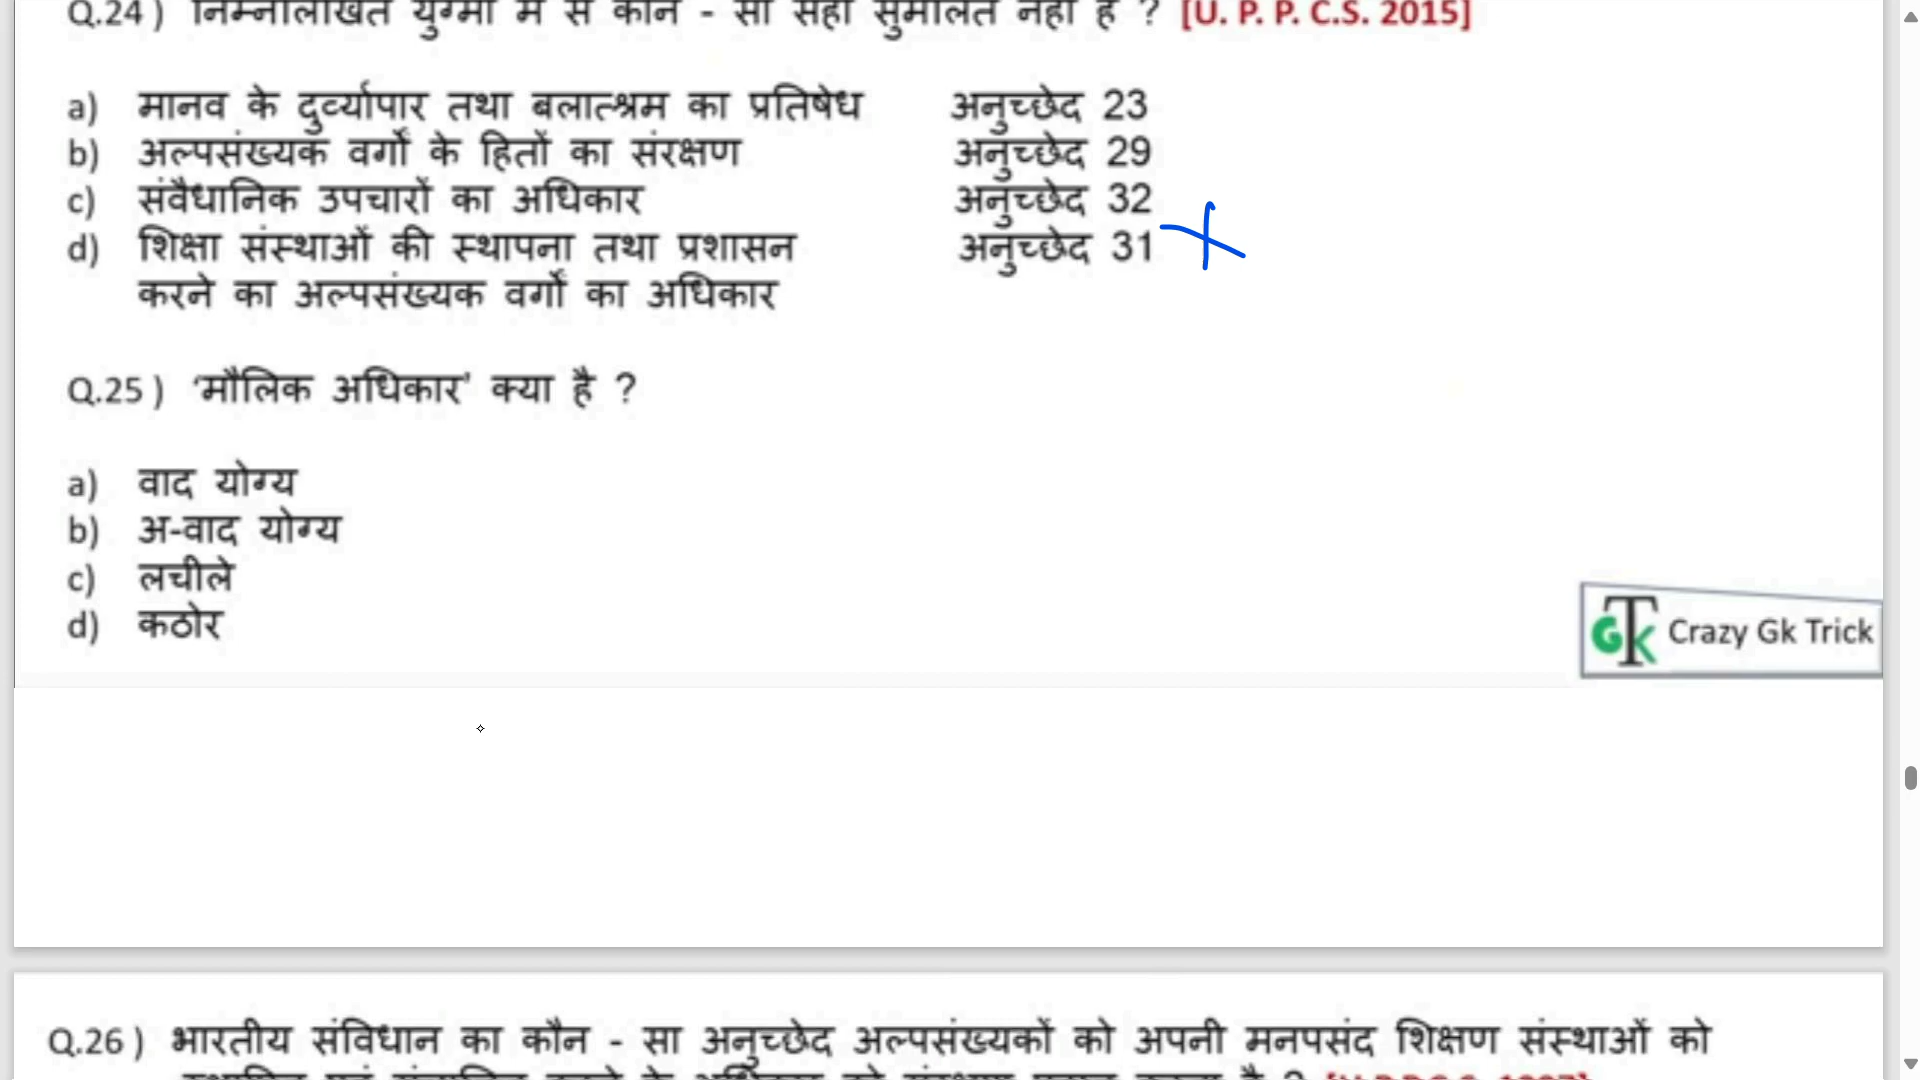 Q.24 ) निम्नलिखित युग्मों में से कौन - सा सही सुमेलित नहीं है ? [U. P. P. C.S. 2015]
a) मानव के दुर्व्यापार तथा बलात्श्रम का प्रतिषेध अनुच्छेद 23
b) अल्पसंख्यक वर्गों के हितों का संरक्षण अनुच्छेद 29
c) संवैधानिक उपचारों का अधिकार अनुच्छेद 32
d) शिक्षा संस्थाओं की स्थापना तथा प्रशासन अनुच्छेद 31
करने का अल्पसंख्यक वर्गों का अधिकार
Q.25 ) ‘मौलिक अधिकार’ क्या है ?
a) वाद योग्य
b) अ-वाद योग्य
c) लचीले
d) कठोर
GTK Crazy Gk Trick
Q.26 ) भारतीय संविधान का कौन - सा अनुच्छेद अल्पसंख्यकों को अपनी मनपसंद शिक्षण संस्थाओं को